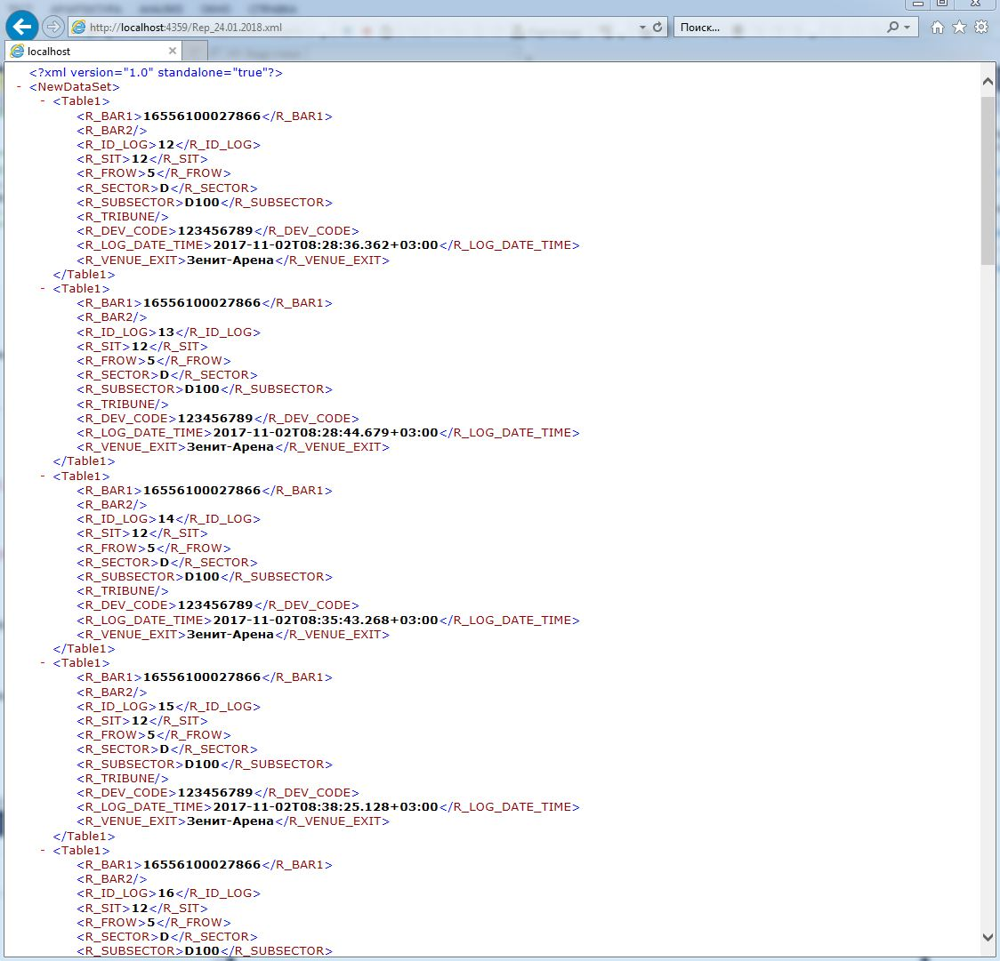 http://localhost:4359/Rep_24.01.2018.xml
Поиск...
localhost
<?xml version="1.0" standalone="true"?>
- <NewDataSet>
- <Table1>
<R_BAR1>16556100027866</R_BAR1>
<R_BAR2/>
<R_ID_LOG>12</R_ID_LOG>
<R_SIT>12</R_SIT>
<R_FROW>5</R_FROW>
<R_SECTOR>D</R_SECTOR>
<R_SUBSECTOR>D100</R_SUBSECTOR>
<R_TRIBUNE/>
<R_DEV_CODE>123456789</R_DEV_CODE>
<R_LOG_DATE_TIME>2017-11-02T08:28:36.362+03:00</R_LOG_DATE_TIME>
<R_VENUE_EXIT>Зенит-Арена</R_VENUE_EXIT>
</Table1>
- <Table1>
<R_BAR1>16556100027866</R_BAR1>
<R_BAR2/>
<R_ID_LOG>13</R_ID_LOG>
<R_SIT>12</R_SIT>
<R_FROW>5</R_FROW>
<R_SECTOR>D</R_SECTOR>
<R_SUBSECTOR>D100</R_SUBSECTOR>
<R_TRIBUNE/>
<R_DEV_CODE>123456789</R_DEV_CODE>
<R_LOG_DATE_TIME>2017-11-02T08:28:44.679+03:00</R_LOG_DATE_TIME>
<R_VENUE_EXIT>Зенит-Арена</R_VENUE_EXIT>
</Table1>
- <Table1>
<R_BAR1>16556100027866</R_BAR1>
<R_BAR2/>
<R_ID_LOG>14</R_ID_LOG>
<R_SIT>12</R_SIT>
<R_FROW>5</R_FROW>
<R_SECTOR>D</R_SECTOR>
<R_SUBSECTOR>D100</R_SUBSECTOR>
<R_TRIBUNE/>
<R_DEV_CODE>123456789</R_DEV_CODE>
<R_LOG_DATE_TIME>2017-11-02T08:35:43.268+03:00</R_LOG_DATE_TIME>
<R_VENUE_EXIT>Зенит-Арена</R_VENUE_EXIT>
</Table1>
- <Table1>
<R_BAR1>16556100027866</R_BAR1>
<R_BAR2/>
<R_ID_LOG>15</R_ID_LOG>
<R_SIT>12</R_SIT>
<R_FROW>5</R_FROW>
<R_SECTOR>D</R_SECTOR>
<R_SUBSECTOR>D100</R_SUBSECTOR>
<R_TRIBUNE/>
<R_DEV_CODE>123456789</R_DEV_CODE>
<R_LOG_DATE_TIME>2017-11-02T08:38:25.128+03:00</R_LOG_DATE_TIME>
<R_VENUE_EXIT>Зенит-Арена</R_VENUE_EXIT>
</Table1>
- <Table1>
<R_BAR1>16556100027866</R_BAR1>
<R_BAR2/>
<R_ID_LOG>16</R_ID_LOG>
<R_SIT>12</R_SIT>
<R_FROW>5</R_FROW>
<R_SECTOR>D</R_SECTOR>
<R_SUBSECTOR>D100</R_SUBSECTOR>